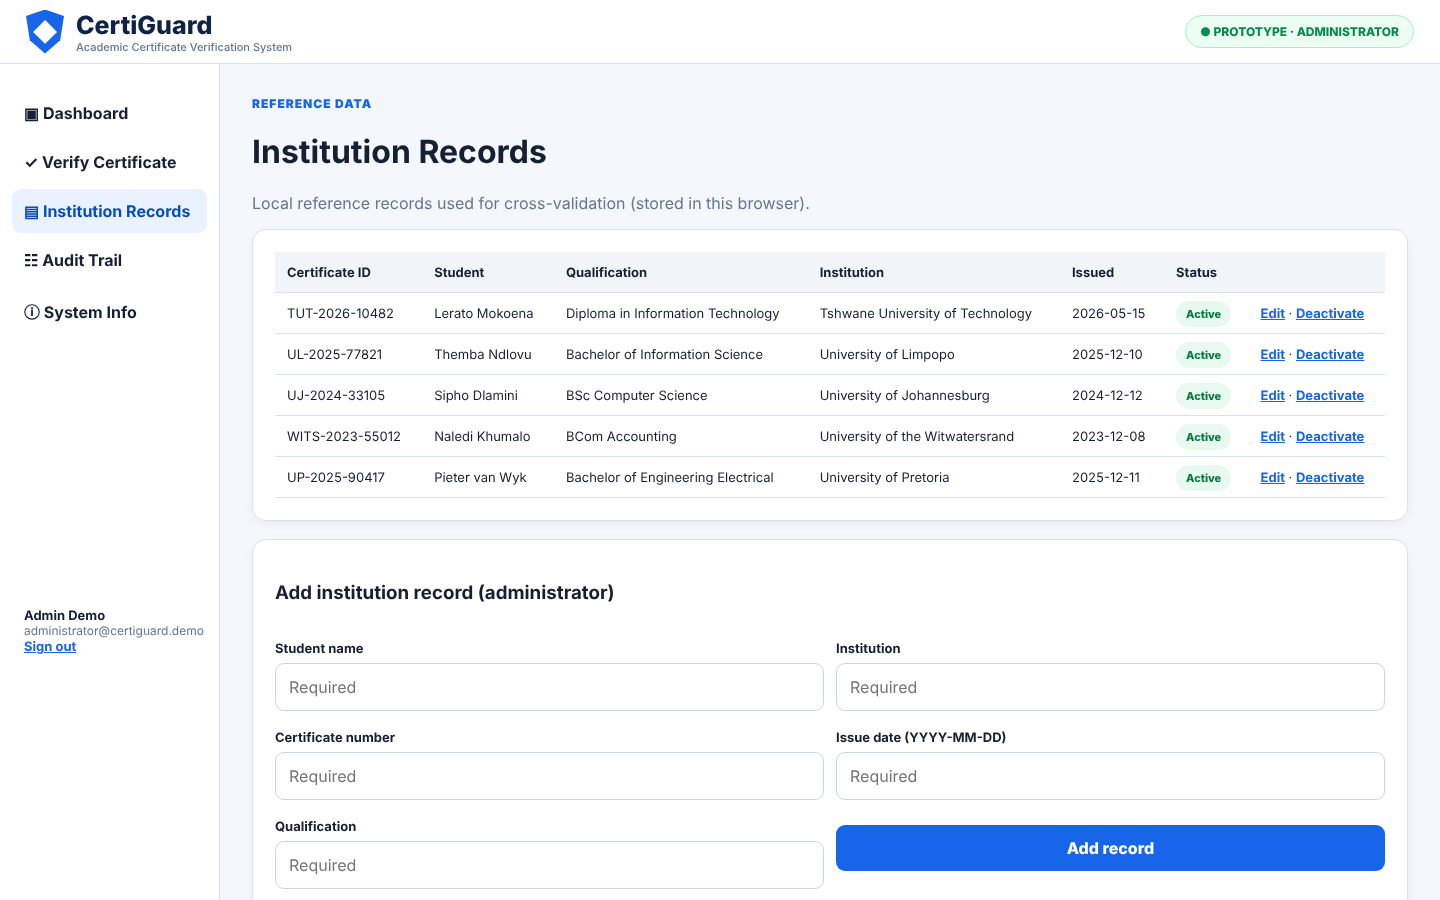 CertiGuard
Academic Certificate Verification System
PROTOTYPE · ADMINISTRATOR
Dashboard
Verify Certificate
Institution Records
Audit Trail
System Info
Admin Demo
administrator@certiguard.demo
Sign out
REFERENCE DATA
Institution Records
Local reference records used for cross-validation (stored in this browser).
Certificate ID Student Qualification Institution Issued Status
TUT-2026-10482 Lerato Mokoena Diploma in Information Technology Tshwane University of Technology 2026-05-15 Active Edit · Deactivate
UL-2025-77821 Themba Ndlovu Bachelor of Information Science University of Limpopo 2025-12-10 Active Edit · Deactivate
UJ-2024-33105 Sipho Dlamini BSc Computer Science University of Johannesburg 2024-12-12 Active Edit · Deactivate
WITS-2023-55012 Naledi Khumalo BCom Accounting University of the Witwatersrand 2023-12-08 Active Edit · Deactivate
UP-2025-90417 Pieter van Wyk Bachelor of Engineering Electrical University of Pretoria 2025-12-11 Active Edit · Deactivate
Add institution record (administrator)
Student name Institution
Required Required
Certificate number Issue date (YYYY-MM-DD)
Required Required
Qualification
Required Add record